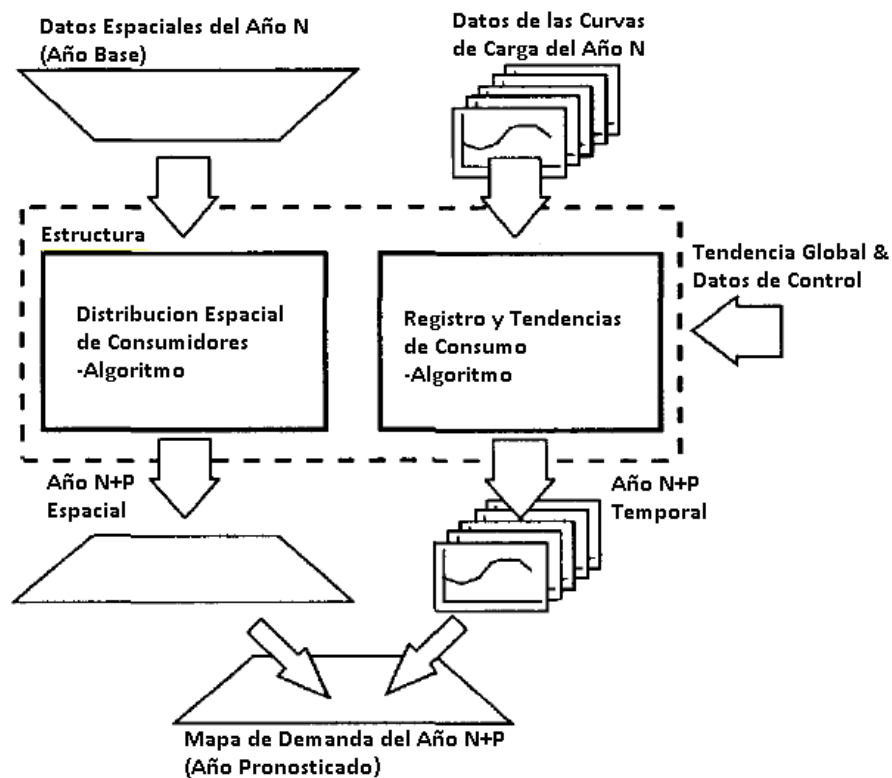 Datos Espaciales del Año N
(Año Base)
Datos de las Curvas
de Carga del Año N
Estructura
Distribucion Espacial
de Consumidores
-Algoritmo
Registro y Tendencias
de Consumo
-Algoritmo
Tendencia Global &
Datos de Control
Año N+P
Espacial
Año N+P
Temporal
Mapa de Demanda del Año N+P
(Año Pronosticado)